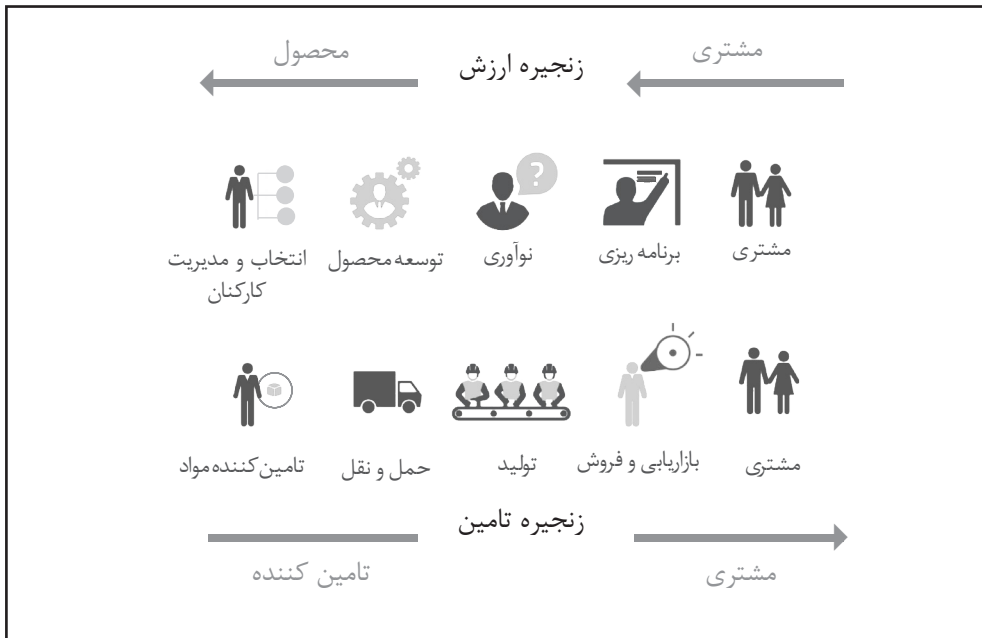 مشتری
زنجیره ارزش
محصول
مشتری
برنامه ریزی
نوآوری
توسعه محصول
انتخاب و مدیریت
کارکنان
مشتری
بازاریابی و فروش
تولید
حمل و نقل
تامین کننده مواد
زنجیره تامین
مشتری
تامین کننده